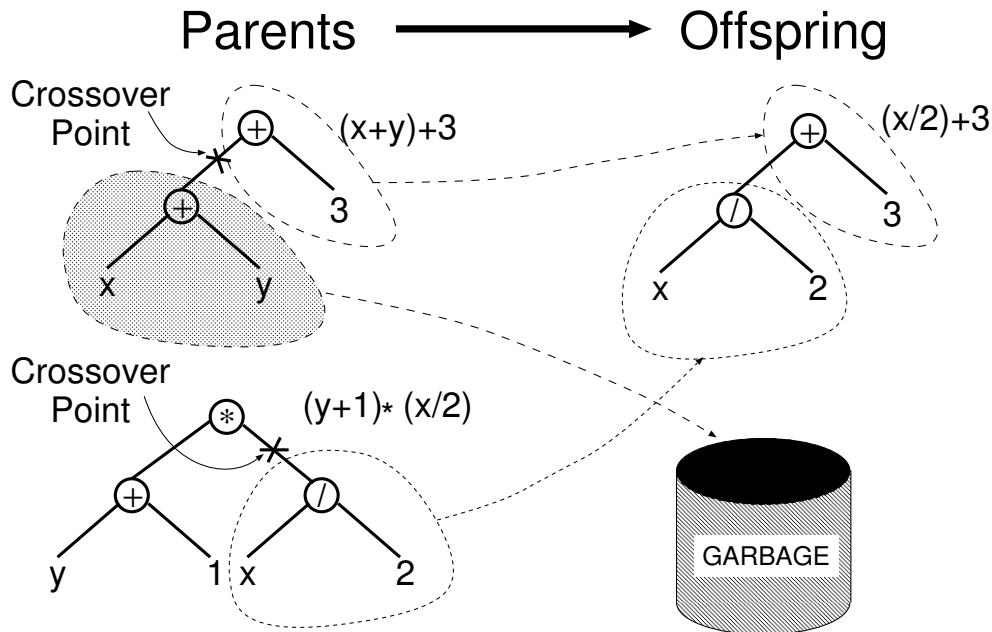 Parents Offspring
Crossover
Point
+
(x+y)+3
3
+
x y
+
(x/2)+3
3
/
x 2
Crossover
Point
*
(y+1)* (x/2)
+
/
y 1 x 2
GARBAGE